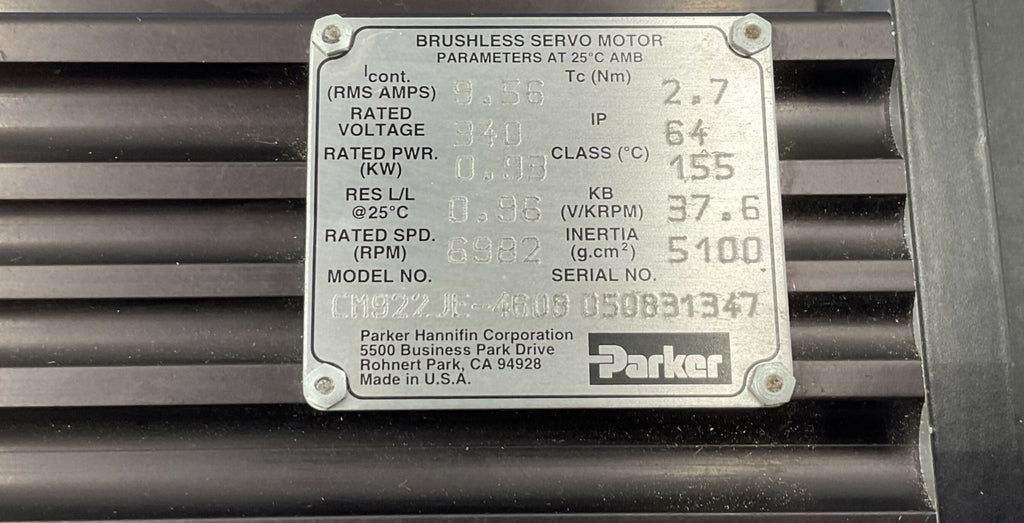 BRUSHLESS SERVO MOTOR
PARAMETERS AT 25°C AMB
Icont. (RMS AMPS) 9.56 Tc (Nm) 2.7
RATED VOLTAGE 340 IP 64
RATED PWR. (KW) 0.93 CLASS (°C) 155
RES L/L @25°C 0.96 KB (V/KRPM) 37.6
RATED SPD. (RPM) 6982 INERTIA (g.cm²) 5100
MODEL NO. SERIAL NO.
050831347
Parker Hannifin Corporation
5500 Business Park Drive
Rohnert Park, CA 94928
Made in U.S.A.
Parker